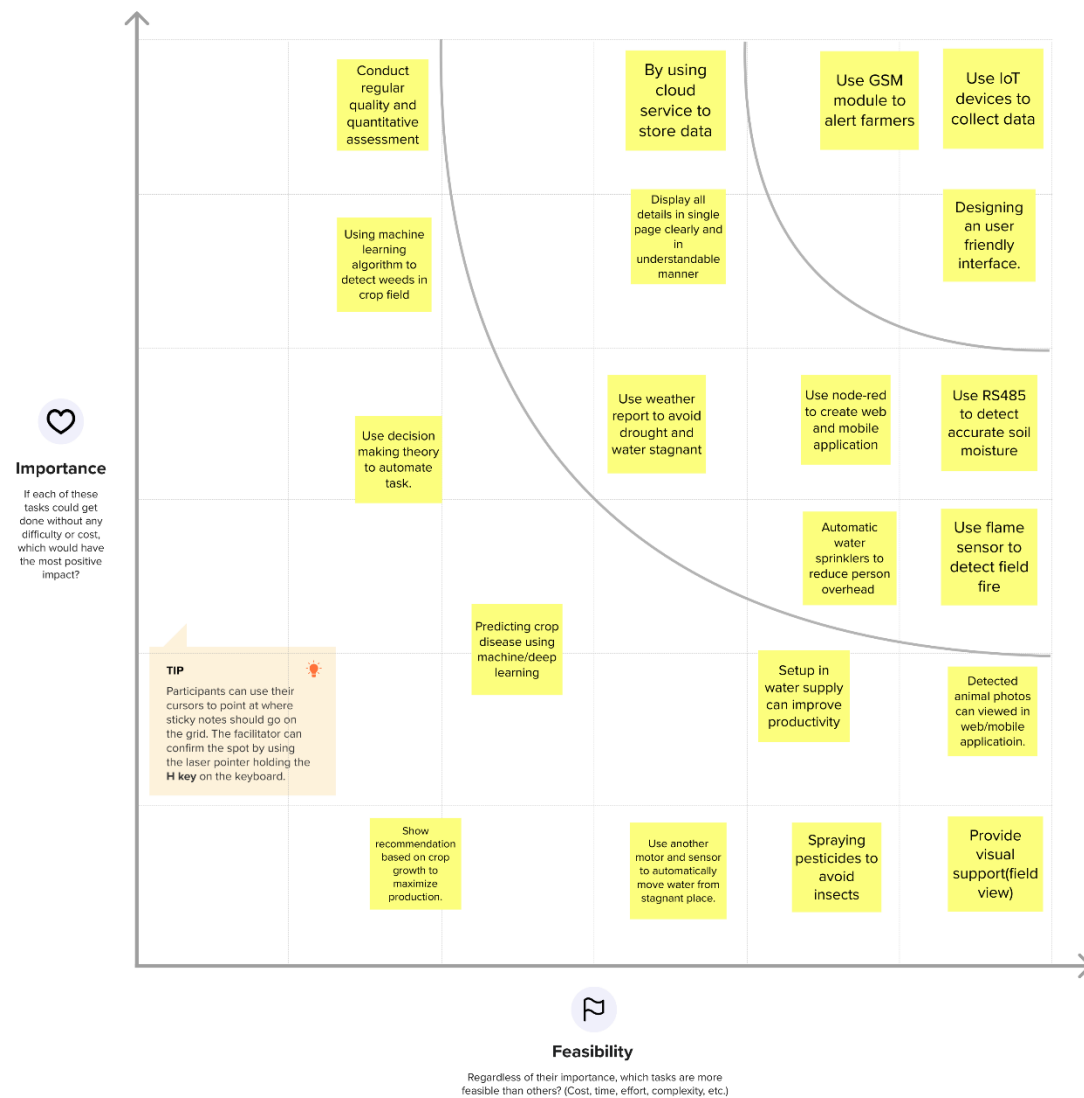 Conduct
regular
quality and
quantitative
assessment
By using
cloud
service to
store data
Use GSM
module to
alert farmers
Use IoT
devices to
collect data
Using machine
learning
algorithm to
detect weeds in
crop field
Display all
details in single
page clearly and
in
understandable
manner
Designing
an user
friendly
interface.
Use decision
making theory
to automate
task.
Use weather
report to avoid
drought and
water stagnant
Use node-red
to create web
and mobile
application
Use RS485
to detect
accurate soil
moisture
Importance
If each of these
tasks could get
done without any
difficulty or cost,
which would have
the most positive
impact?
Automatic
water
sprinklers to
reduce person
overhead
Use flame
sensor to
detect field
fire
Predicting crop
disease using
machine/deep
learning
Setup in
water supply
can improve
productivity
Detected
animal photos
can viewed in
web/mobile
applicatioin.
TIP
Participants can use their
cursors to point at where
sticky notes should go on
the grid. The facilitator can
confirm the spot by using
the laser pointer holding the
H key on the keyboard.
Show
recommendation
based on crop
growth to
maximize
production.
Use another
motor and sensor
to automatically
move water from
stagnant place.
Spraying
pesticides to
avoid
insects
Provide
visual
support(field
view)
Feasibility
Regardless of their importance, which tasks are more
feasible than others? (Cost, time, effort, complexity, etc.)